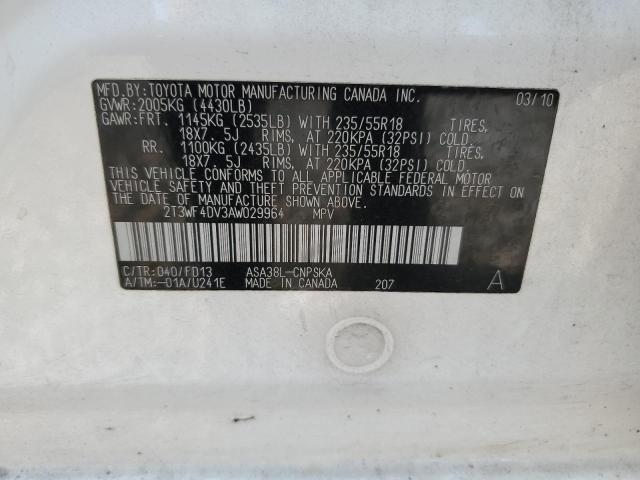 MFD.BY:TOYOTA MOTOR MANUFACTURING CANADA INC. 03/10
GVWR:2005KG (4430LB)
GAWR:FRT. 1145KG (2535LB) WITH 235/55R18 TIRES,
18X7. 5J RIMS, AT 220KPA (32PSI) COLD.
RR. 1100KG (2435LB) WITH 235/55R18 TIRES,
18X7. 5J RIMS, AT 220KPA (32PSI) COLD.
THIS VEHICLE CONFORMS TO ALL APPLICABLE FEDERAL MOTOR
VEHICLE SAFETY AND THEFT PREVENTION STANDARDS IN EFFECT ON
THE DATE OF MANUFACTURE SHOWN ABOVE.
2T3WF4DV3AW029964 MPV
C/TR:040/FD13 ASA38L-CNPSKA
A/TM:-01A/U241E MADE IN CANADA 207 A